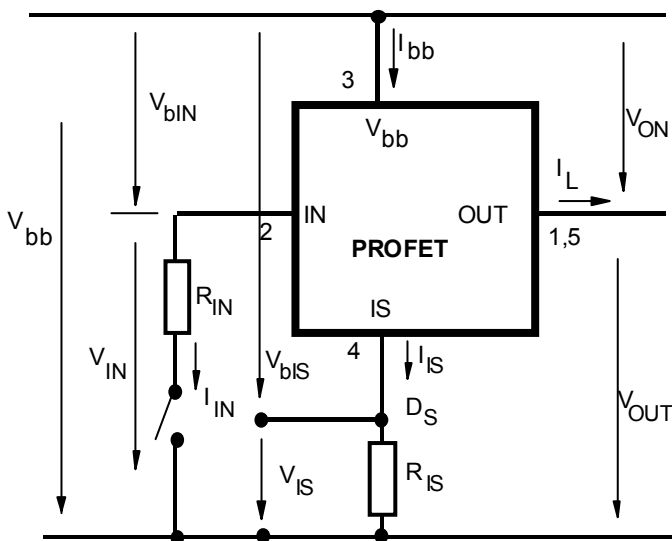 I bb
3
V bIN
V bb
V ON
I L
V bb
IN
OUT
2
PROFET
1,5
R IN
IS
4
I IS
V IN
V bIS
I IN
D S
V OUT
V IS
R IS